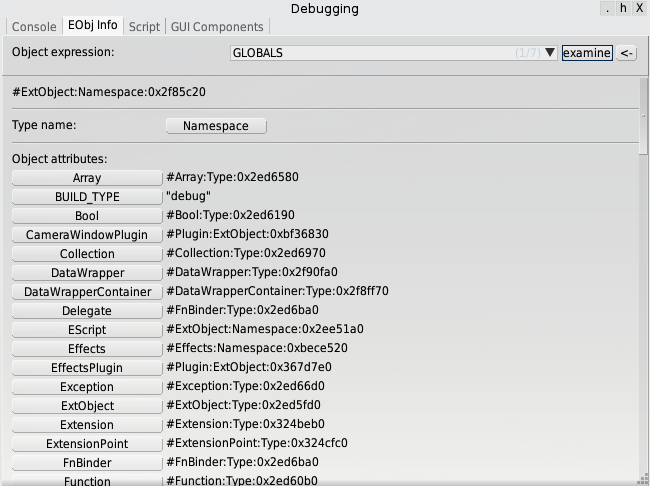 Debugging
. h X
Console EObj Info Script GUI Components
Object expression: GLOBALS (1/7) ▼ examine <-
#ExtObject:Namespace:0x2f85c20
Type name: Namespace
Object attributes:
Array #Array:Type:0x2ed6580
BUILD_TYPE "debug"
Bool #Bool:Type:0x2ed6190
CameraWindowPlugin #Plugin:ExtObject:0xbf36830
Collection #Collection:Type:0x2ed6970
DataWrapper #DataWrapper:Type:0x2f90fa0
DataWrapperContainer #DataWrapperContainer:Type:0x2f8ff70
Delegate #FnBinder:Type:0x2ed6ba0
EScript #ExtObject:Namespace:0x2ee51a0
Effects #Effects:Namespace:0xbece520
EffectsPlugin #Plugin:ExtObject:0x367d7e0
Exception #Exception:Type:0x2ed66d0
ExtObject #ExtObject:Type:0x2ed5fd0
Extension #Extension:Type:0x324beb0
ExtensionPoint #ExtensionPoint:Type:0x324cfc0
FnBinder #FnBinder:Type:0x2ed6ba0
Function #Function:Type:0x2ed60b0